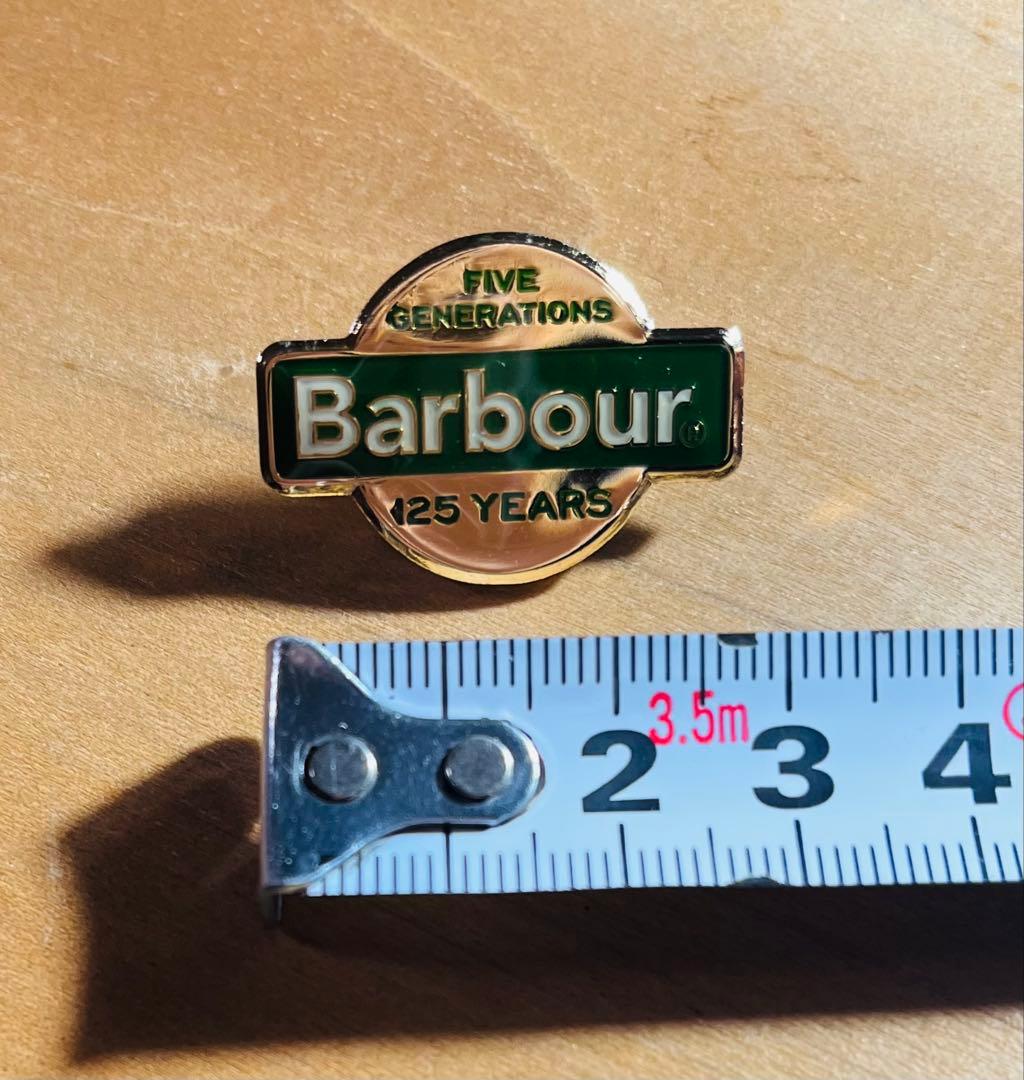 FIVE
GENERATIONS
Barbour®
125 YEARS
3.5m
2 3 4